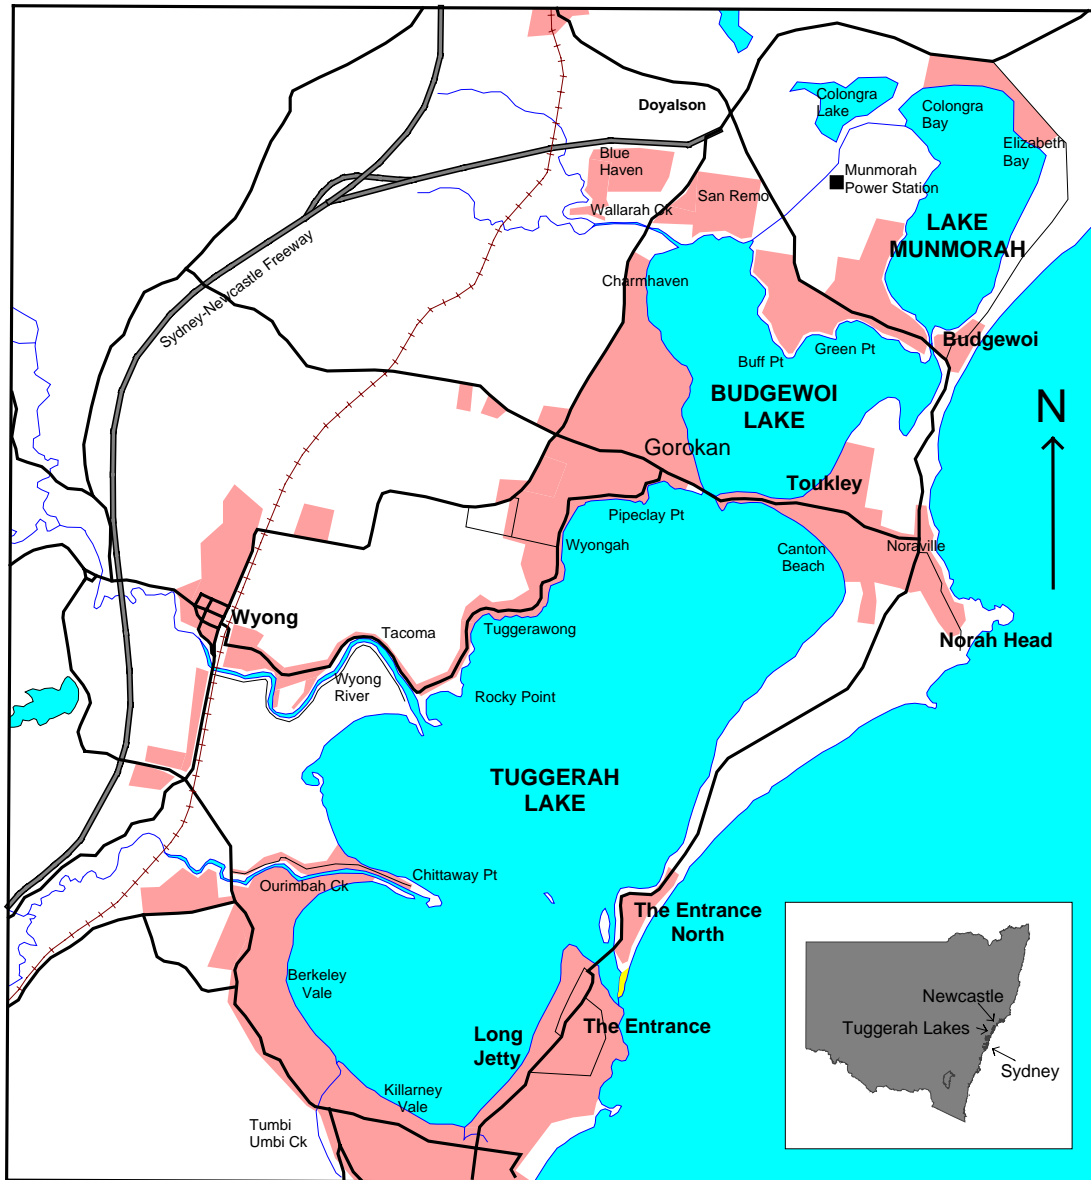 Doyalson
Colongra
Lake
Colongra
Bay
Elizabeth
Bay
Blue
Haven
Munmorah
Power Station
San Remo
Wallarah Ck
LAKE
MUNMORAH
Sydney-Newcastle Freeway
Charmhaven
Budgewoi
Green Pt
Buff Pt
BUDGEWOI
LAKE
N
Gorokan
Toukley
Pipeclay Pt
Wyongah
Canton
Beach
Noraville
Wyong
Tacoma
Tuggerawong
Norah Head
Wyong
River
Rocky Point
TUGGERAH
LAKE
Ourimbah Ck
Chittaway Pt
The Entrance
North
Berkeley
Vale
Long
Jetty
The Entrance
Killarney
Vale
Tumbi
Umbi Ck
Newcastle
Tuggerah Lakes
Sydney